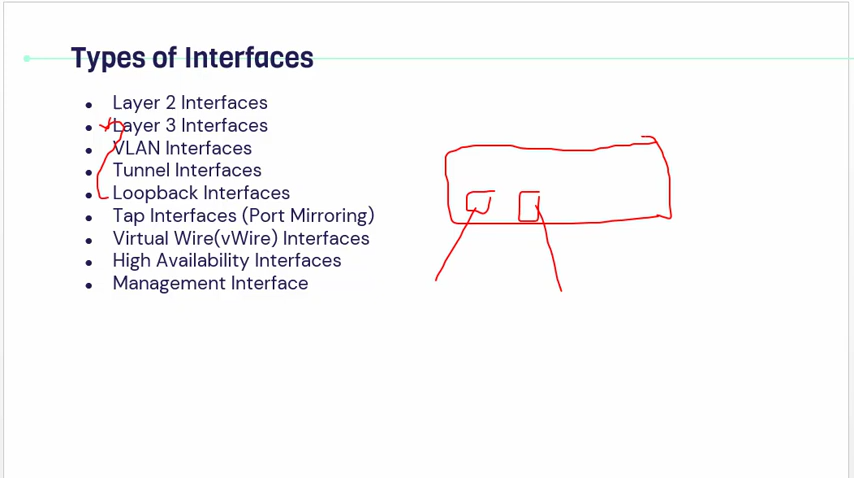 Types of Interfaces
• Layer 2 Interfaces
• Layer 3 Interfaces
• VLAN Interfaces
• Tunnel Interfaces
• Loopback Interfaces
• Tap Interfaces (Port Mirroring)
• Virtual Wire(vWire) Interfaces
• High Availability Interfaces
• Management Interface